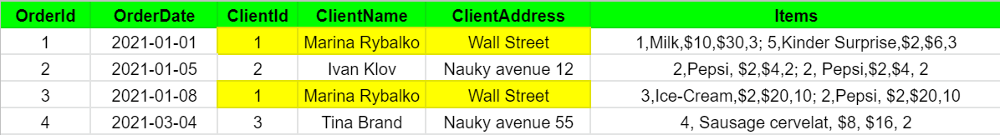 OrderId OrderDate ClientId ClientName ClientAddress Items
1 2021-01-01 1 Marina Rybalko Wall Street 1,Milk,$10,$30,3; 5,Kinder Surprise,$2,$6,3
2 2021-01-05 2 Ivan Klov Nauky avenue 12 2,Pepsi, $2,$4,2; 2, Pepsi,$2,$4, 2
3 2021-01-08 1 Marina Rybalko Wall Street 3,Ice-Cream,$2,$20,10; 2,Pepsi, $2,$20,10
4 2021-03-04 3 Tina Brand Nauky avenue 55 4, Sausage cervelat, $8, $16, 2